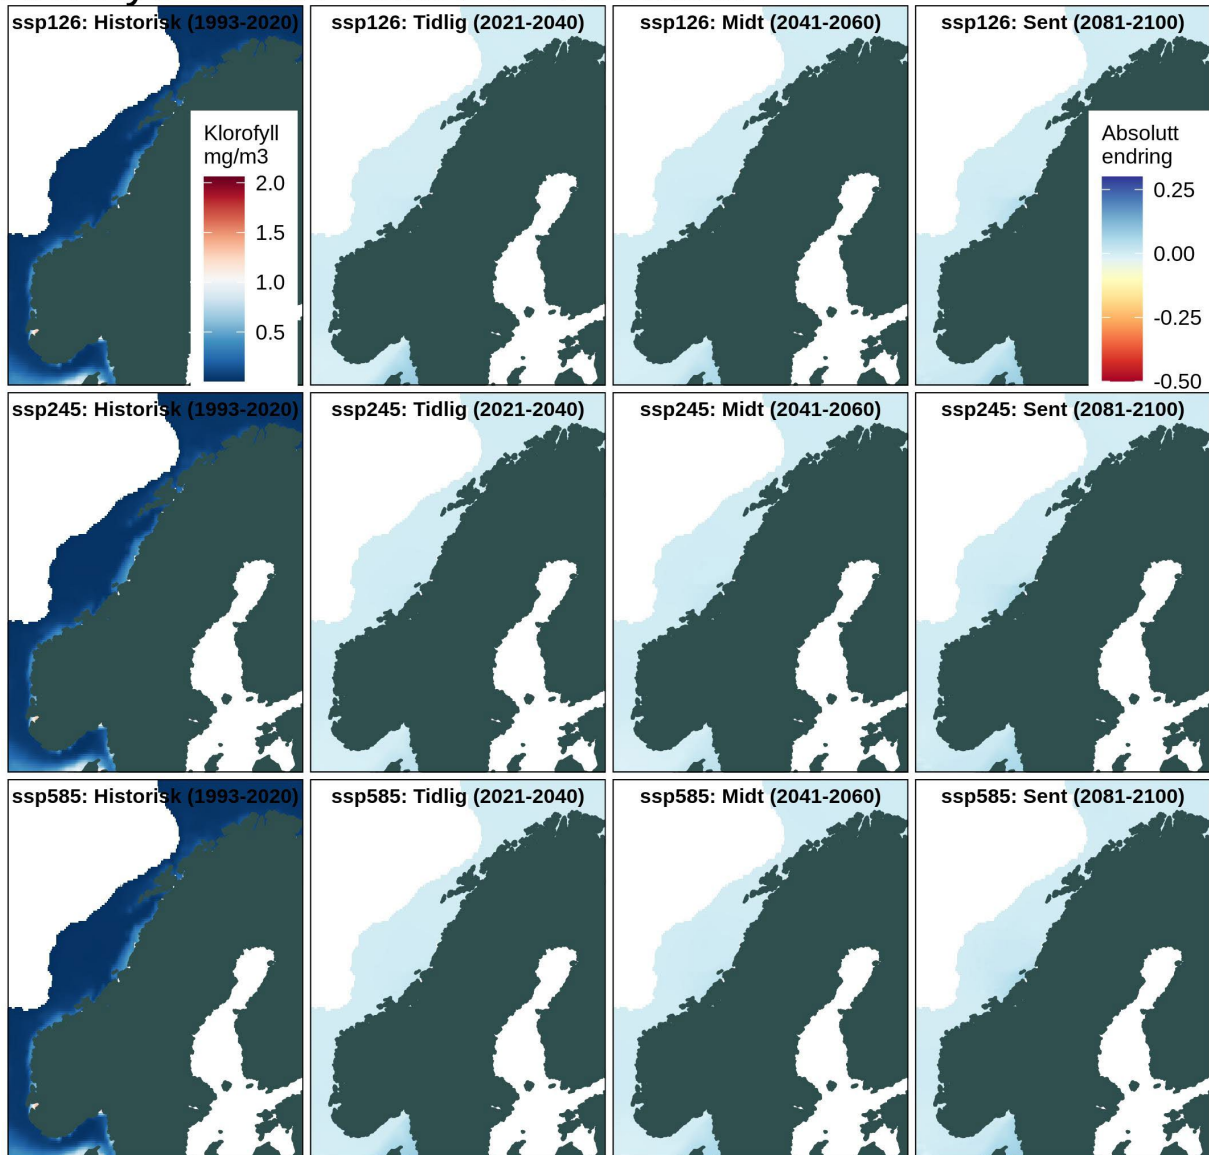 ssp126: Historisk (1993-2020)
ssp126: Tidlig (2021-2040)
ssp126: Midt (2041-2060)
ssp126: Sent (2081-2100)
Klorofyll
mg/m3
2.0
1.5
1.0
0.5
Absolutt
endring
0.25
0.00
-0.25
-0.50
ssp245: Historisk (1993-2020)
ssp245: Tidlig (2021-2040)
ssp245: Midt (2041-2060)
ssp245: Sent (2081-2100)
ssp585: Historisk (1993-2020)
ssp585: Tidlig (2021-2040)
ssp585: Midt (2041-2060)
ssp585: Sent (2081-2100)